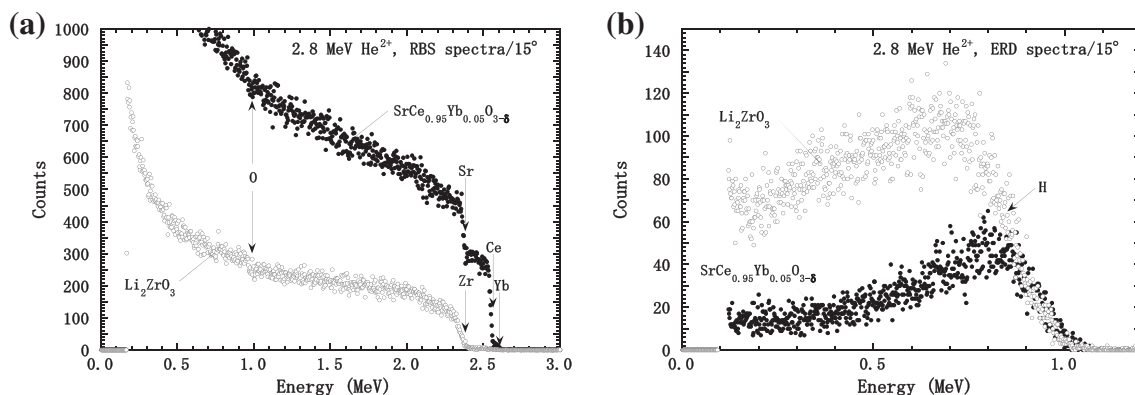 (a)
2.8 MeV He²⁺, RBS spectra/15°
SrCe₀.₉₅Yb₀.₀₅O₃₋δ
O
Sr
Ce
Yb
Zr
Li₂ZrO₃
Counts
1000
900
800
700
600
500
400
300
200
100
0
0.0 0.5 1.0 1.5 2.0 2.5 3.0
Energy (MeV)
(b)
2.8 MeV He²⁺, ERD spectra/15°
Li₂ZrO₃
H
SrCe₀.₉₅Yb₀.₀₅O₃₋δ
Counts
140
120
100
80
60
40
20
0
0.0 0.5 1.0
Energy (MeV)